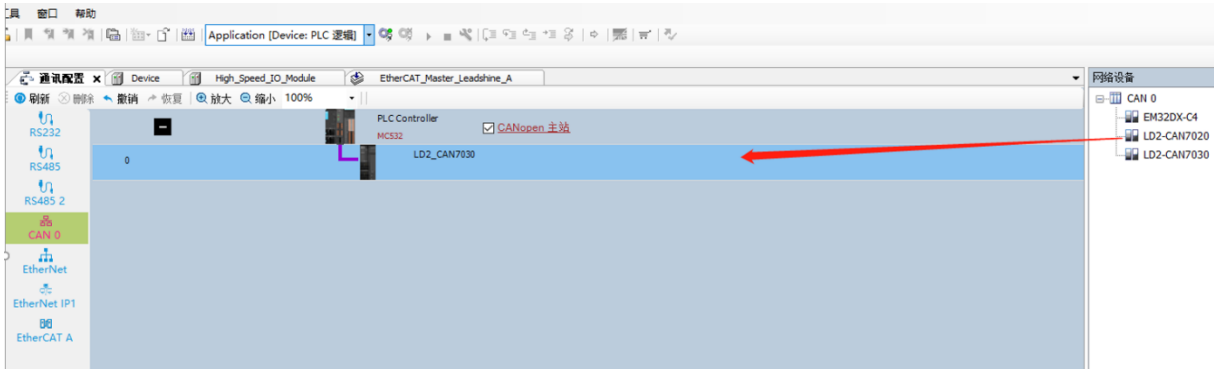 工具 窗口 帮助
Application [Device: PLC 逻辑]
通讯配置 Device High_Speed_IO_Module EtherCAT_Master_Leadshine_A
刷新 删除 撤销 恢复 放大 缩小 100%
RS232
RS485
RS485 2
CAN 0
EtherNet
EtherNet IP1
EtherCAT A
PLC Controller
MC532
CANopen 主站
0
LD2_CAN7030
网络设备
CAN 0
EM32DX-C4
LD2-CAN7020
LD2-CAN7030